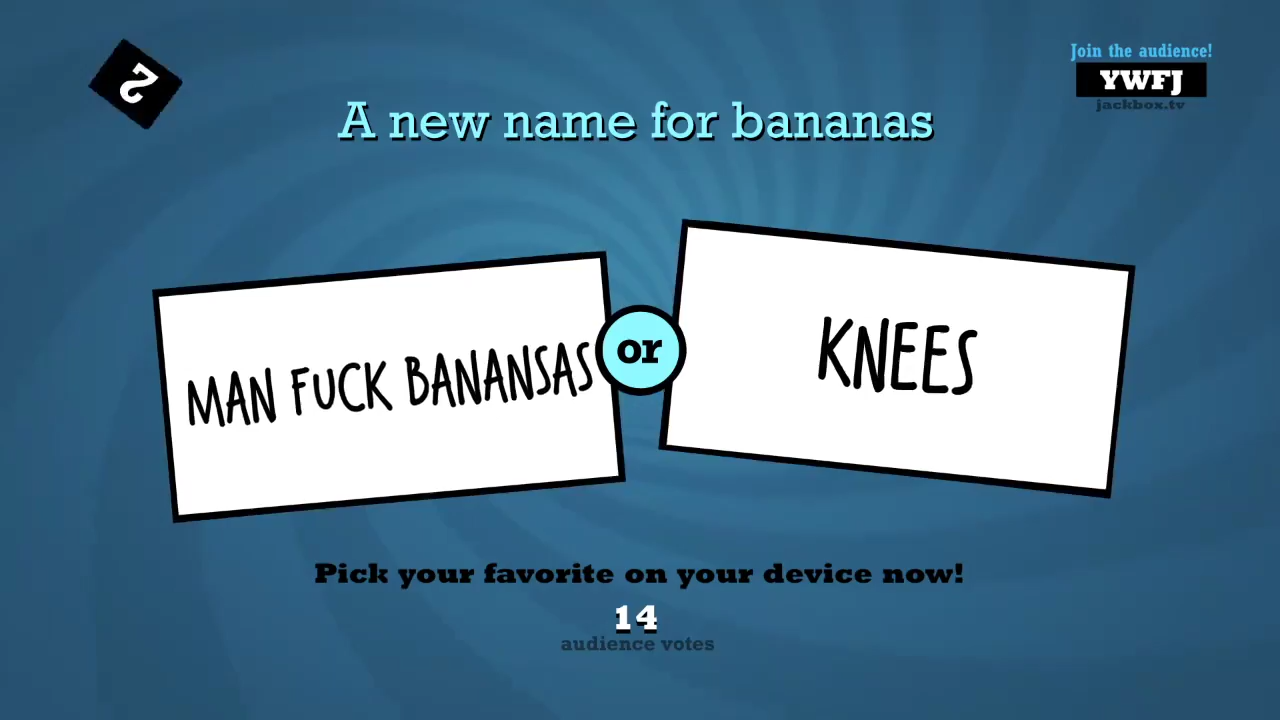 2
Join the audience!
YWFJ
jackbox.tv
A new name for bananas
MAN FUCK BANANSAS
or
KNEES
Pick your favorite on your device now!
14
audience votes